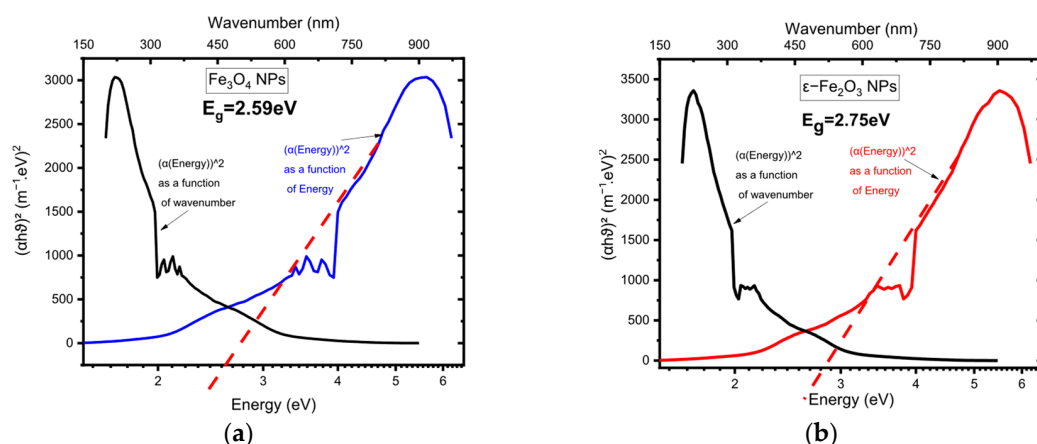 Wavenumber (nm)
150 300 450 600 750 900
3000
2500
2000
1500
1000
500
0
(αhϑ)² (m⁻¹.eV)²
Fe₃O₄ NPs
E_g=2.59eV
(α(Energy))^2
as a function
of wavenumber
(α(Energy))^2
as a function
of Energy
2 3 4 5 6
Energy (eV)
(a)
Wavenumber (nm)
150 300 450 600 750 900
3500
3000
2500
2000
1500
1000
500
0
(αhϑ)² (m⁻¹.eV)²
ε−Fe₂O₃ NPs
E_g=2.75eV
(α(Energy))^2
as a function
of wavenumber
(α(Energy))^2
as a function
of Energy
2 3 4 5 6
Energy (eV)
(b)